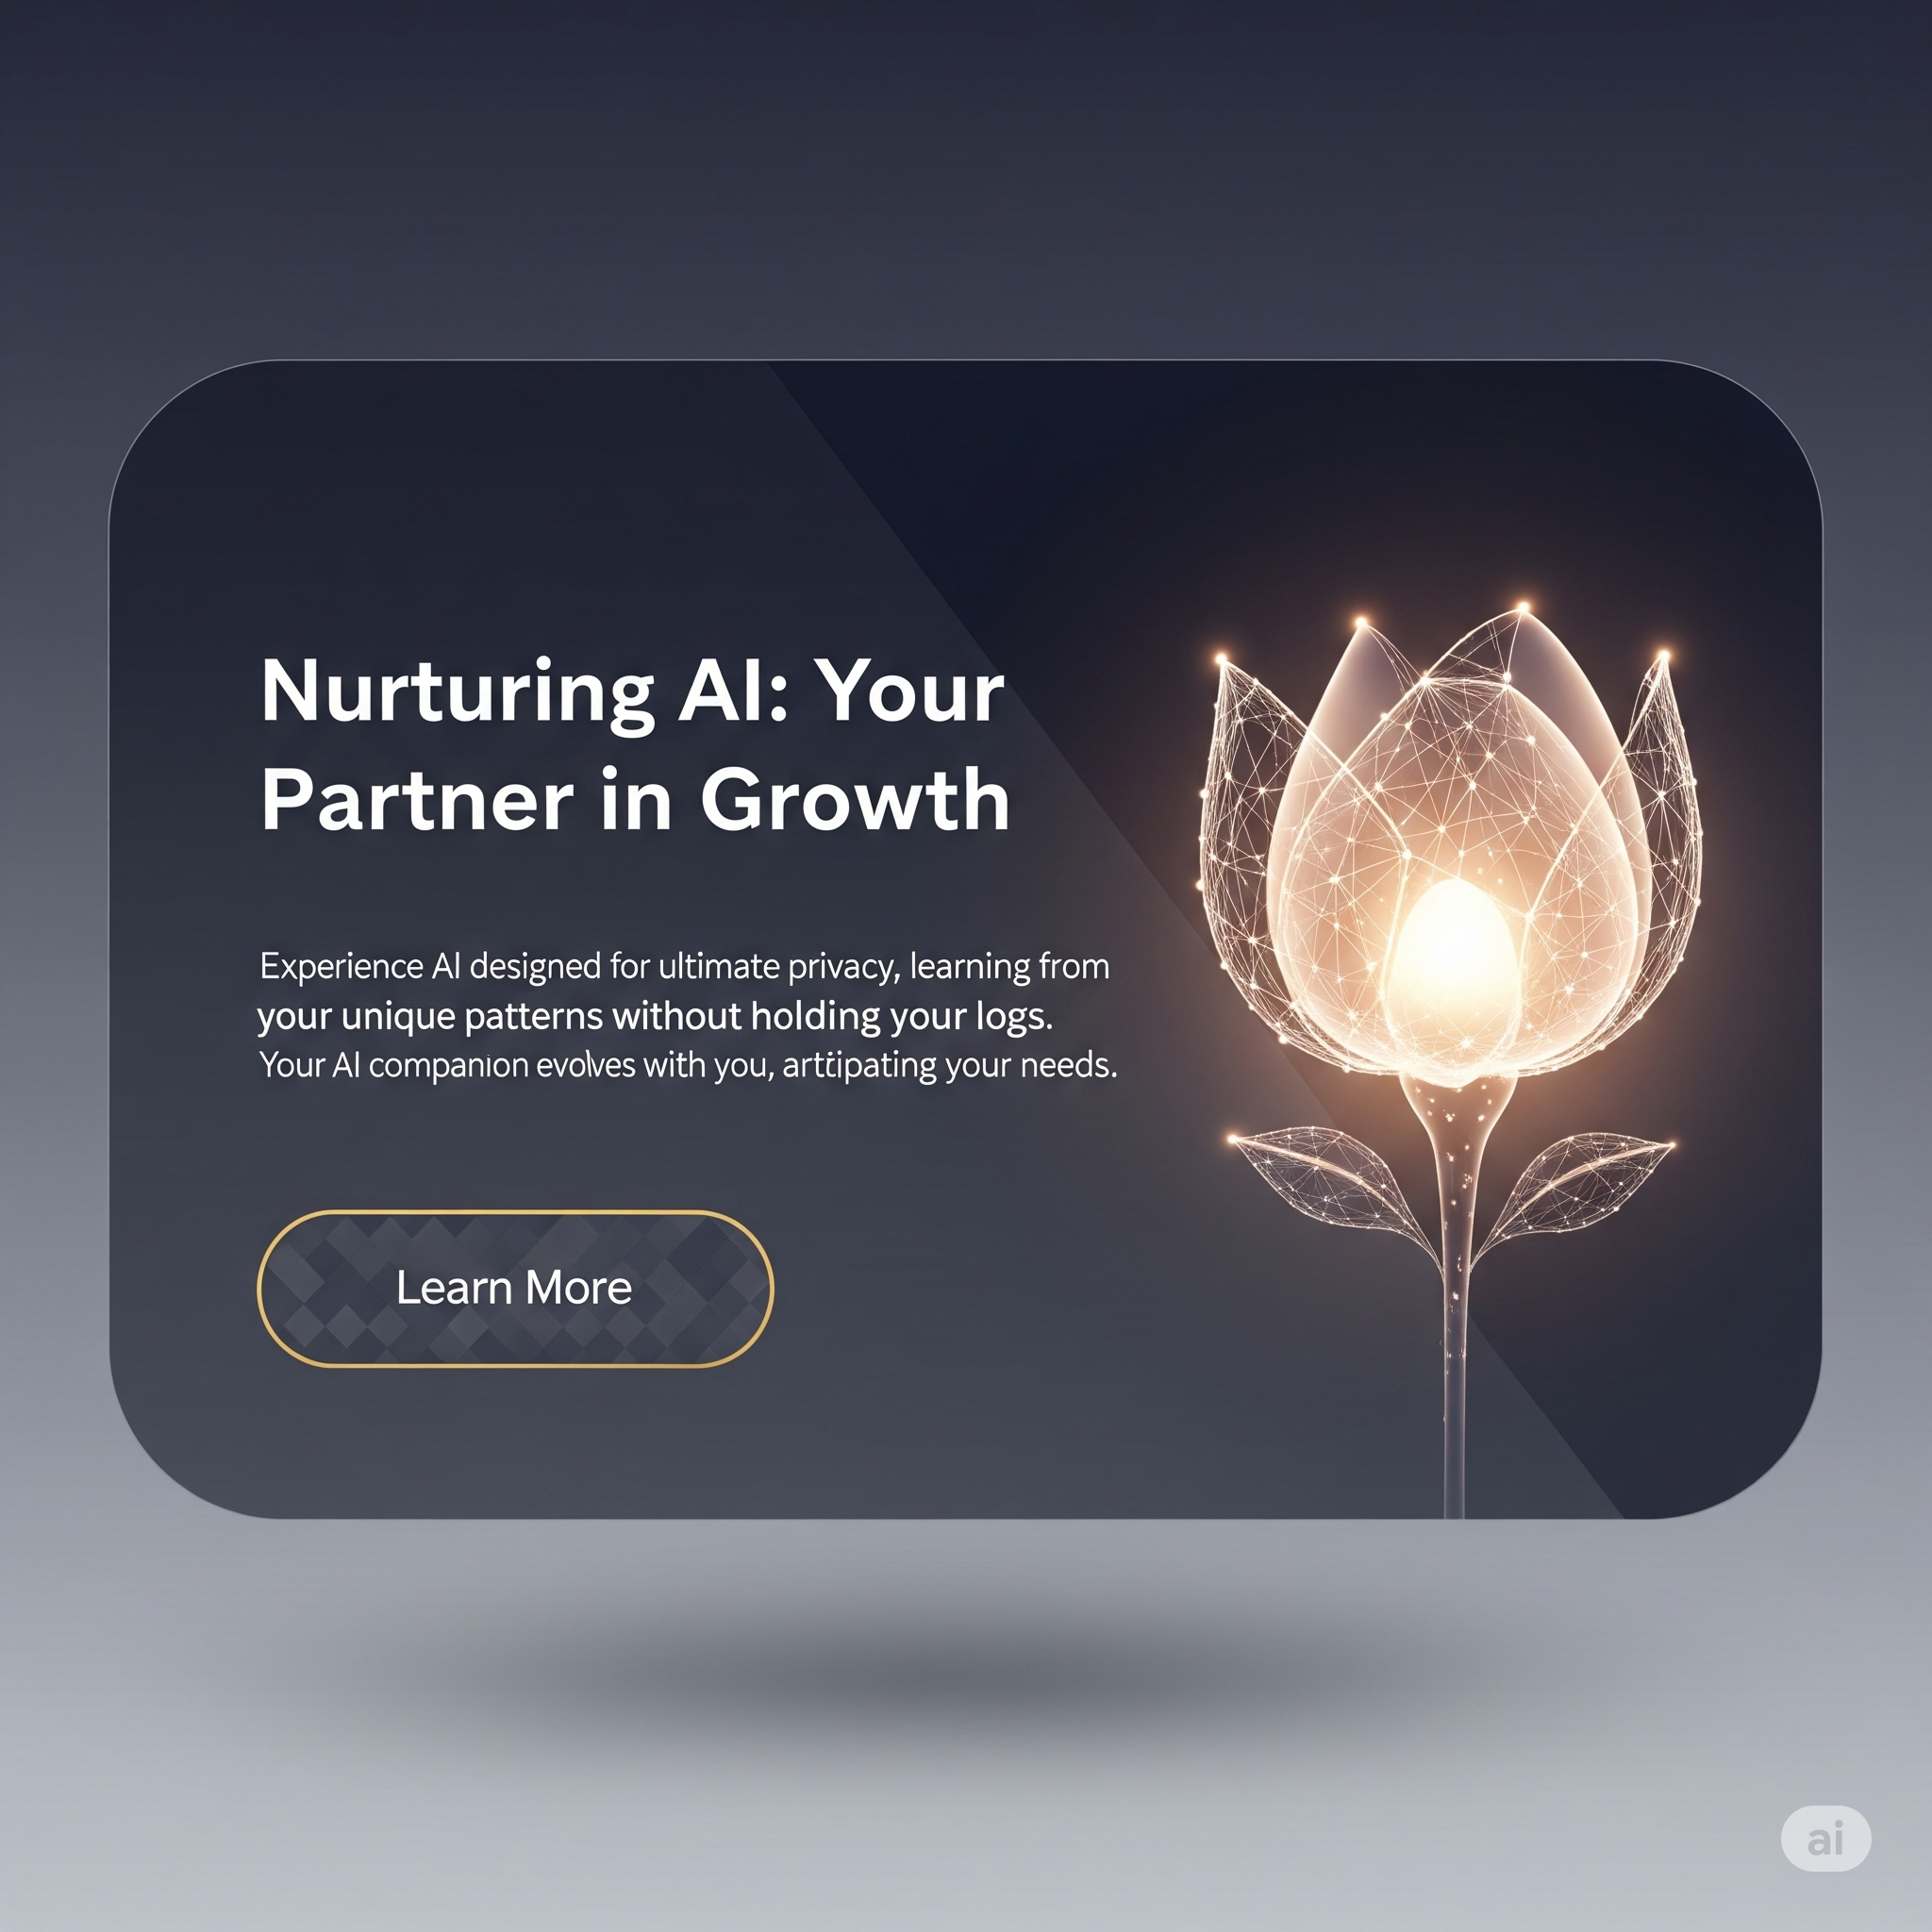 Nurturing AI: Your
Partner in Growth
Experience AI designed for ultimate privacy, learning from
your unique patterns without holding your logs.
Your AI companion evolves with you, arttipating your needs.
Learn More
ai